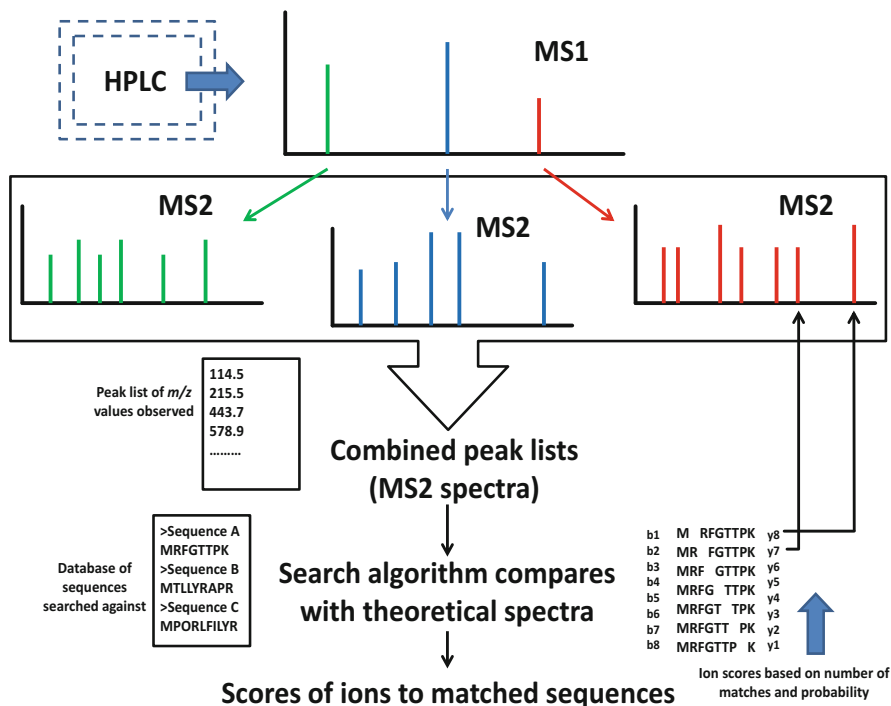 HPLC
MS1
MS2
MS2
MS2
Peak list of m/z
values observed
114.5
215.5
443.7
578.9
.........
Combined peak lists
(MS2 spectra)
Database of
sequences
searched against
>Sequence A
MRFGTTPK
>Sequence B
MTLLYRAPR
>Sequence C
MPORLFILYR
Search algorithm compares
with theoretical spectra
Scores of ions to matched sequences
b1 M RFGTTPK y8
b2 MR FGTTPK y7
b3 MRF GTTPK y6
b4 MRFG TTPK y5
b5 MRFGT TPK y4
b6 MRFGTT PK y3
b7 MRFGTTP K y2
b8 y1
Ion scores based on number of
matches and probability